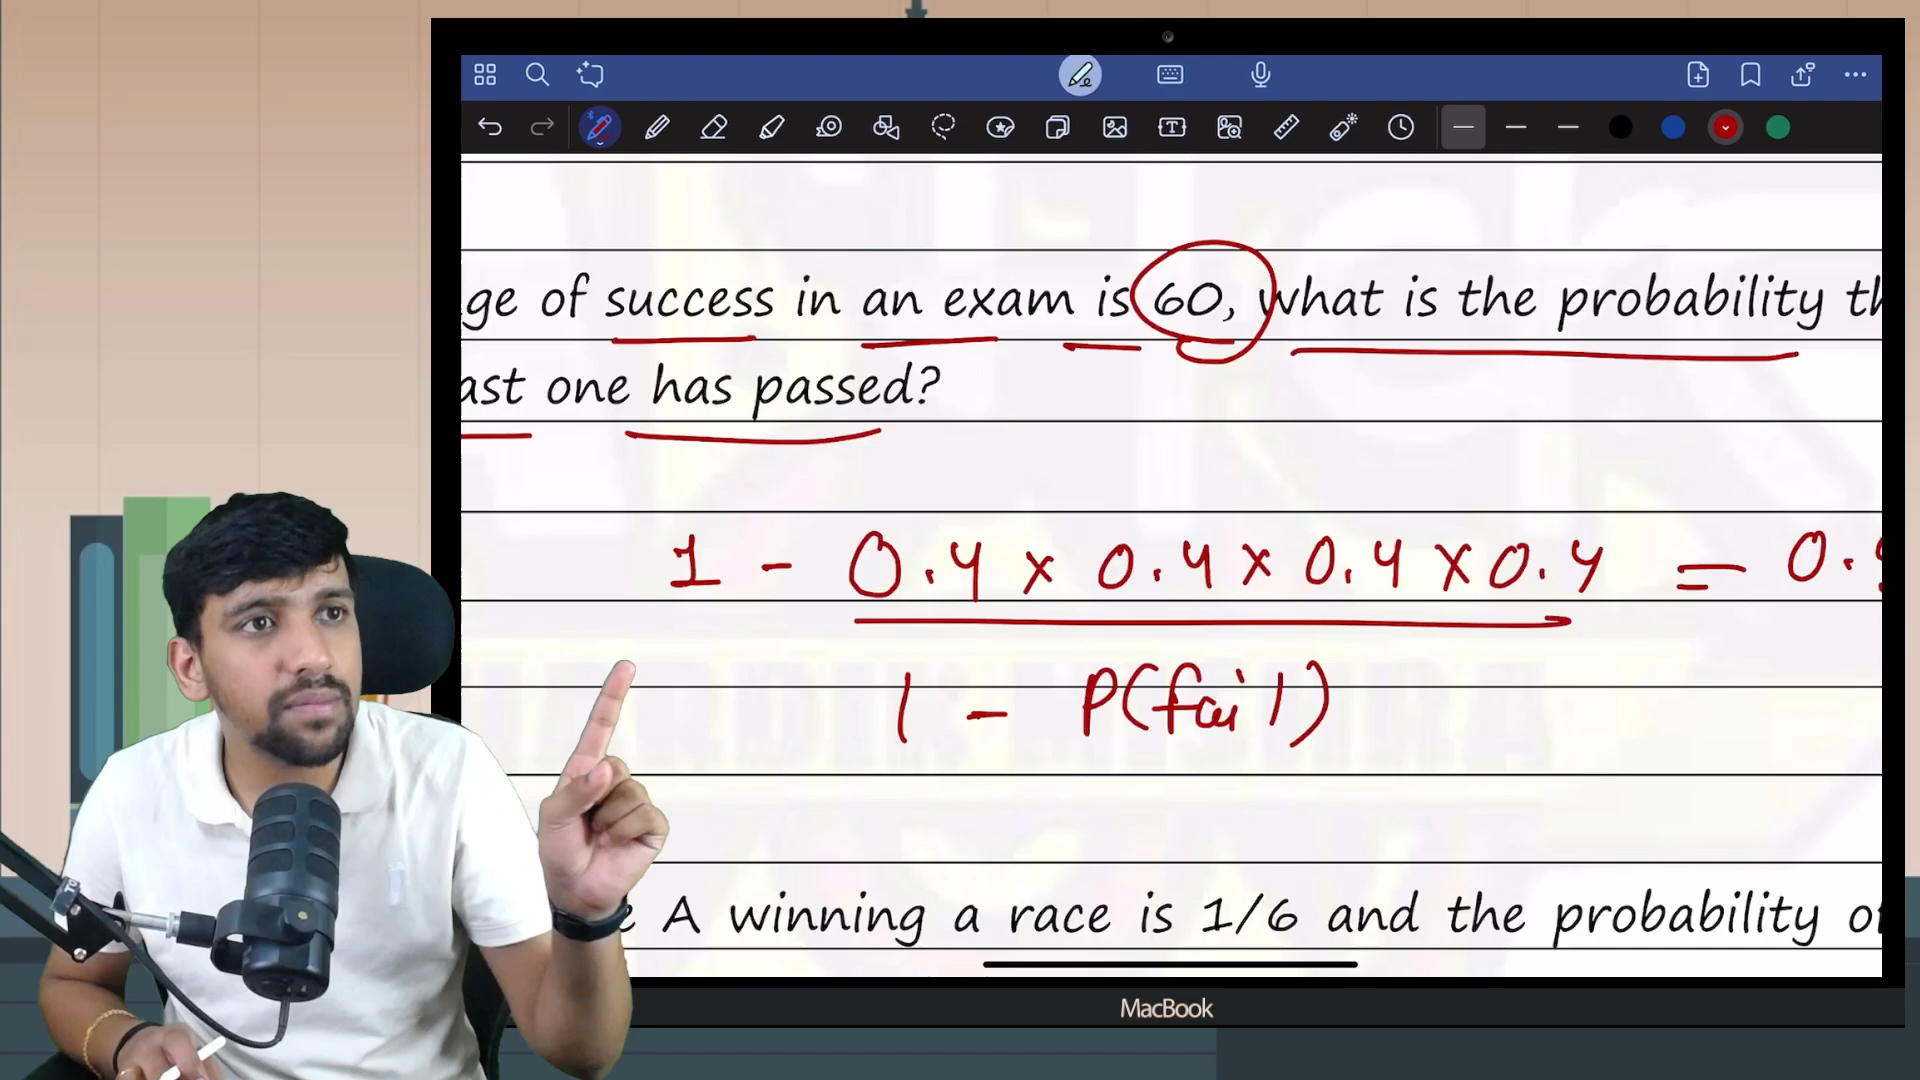 ge of success in an exam is 60, what is the probability th
ast one has passed?
1 - 0.4 x 0.4 x 0.4 x 0.4 = 0.9
1 - P(fail)
e A winning a race is 1/6 and the probability of
MacBook